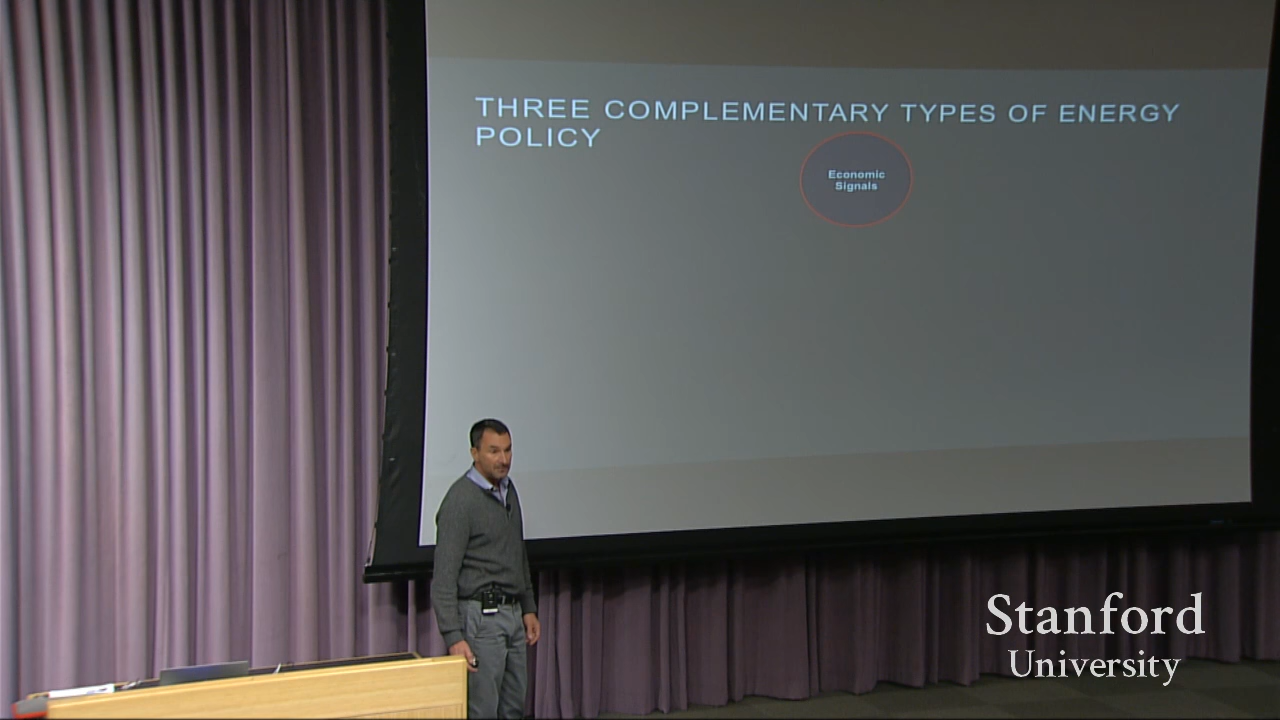 THREE COMPLEMENTARY TYPES OF ENERGY
POLICY
Economic
Signals
Stanford
University